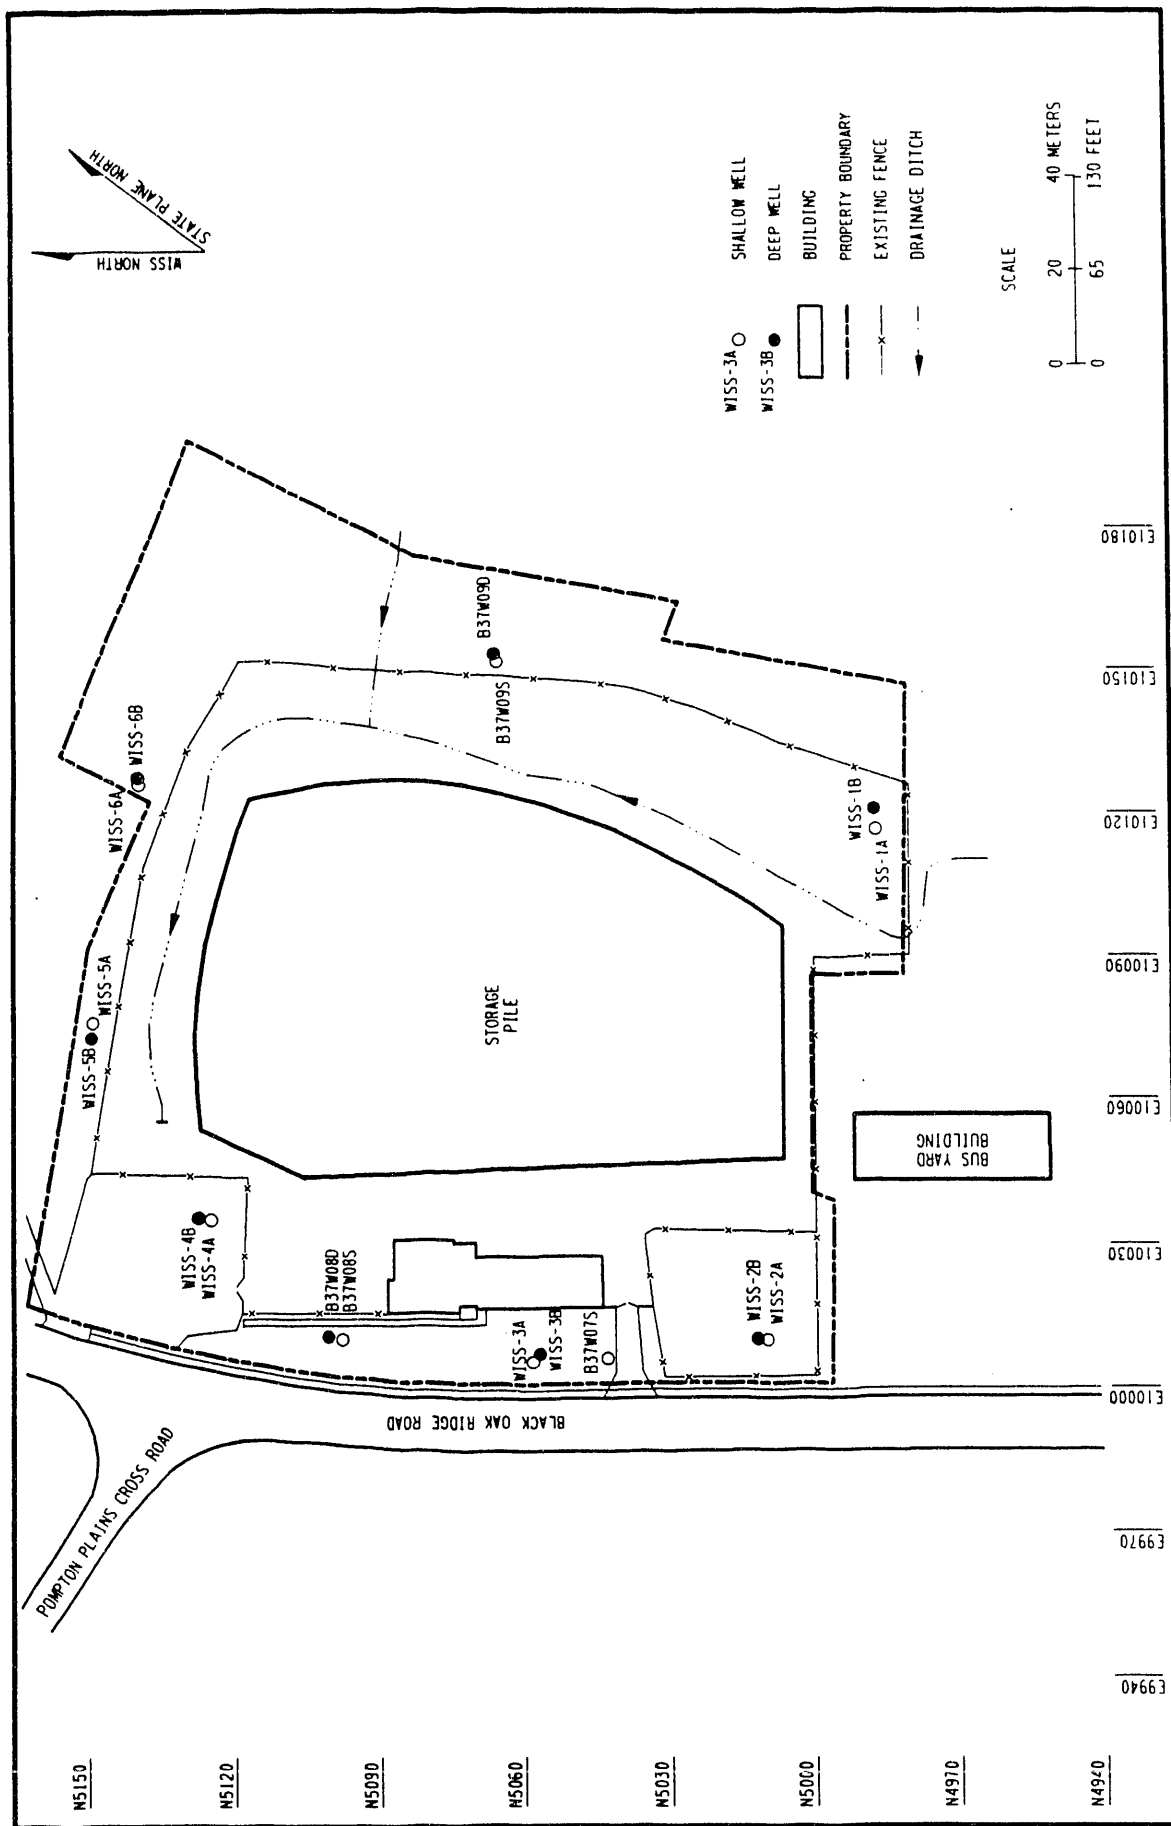 STATE PLANE NORTH
WISS NORTH
WISS-3A
SHALLOW WELL
WISS-3B
DEEP WELL
BUILDING
PROPERTY BOUNDARY
EXISTING FENCE
DRAINAGE DITCH
SCALE
0 20 40 METERS
0 65 130 FEET
POMPTON PLAINS CROSS ROAD
BLACK OAK RIDGE ROAD
WISS-5B
WISS-5A
WISS-6A
WISS-6B
WISS-4B
WISS-4A
B37W08D
B37W08S
WISS-3A
WISS-3B
B37W07S
WISS-2B
WISS-2A
B37W09S
B37W09D
WISS-1A
WISS-1B
STORAGE
PILE
BUS YARD
BUILDING
N5150
N5120
N5090
N5060
N5030
N5000
N4970
N4940
E9940
E9970
E10000
E10030
E10060
E10090
E10120
E10150
E10180